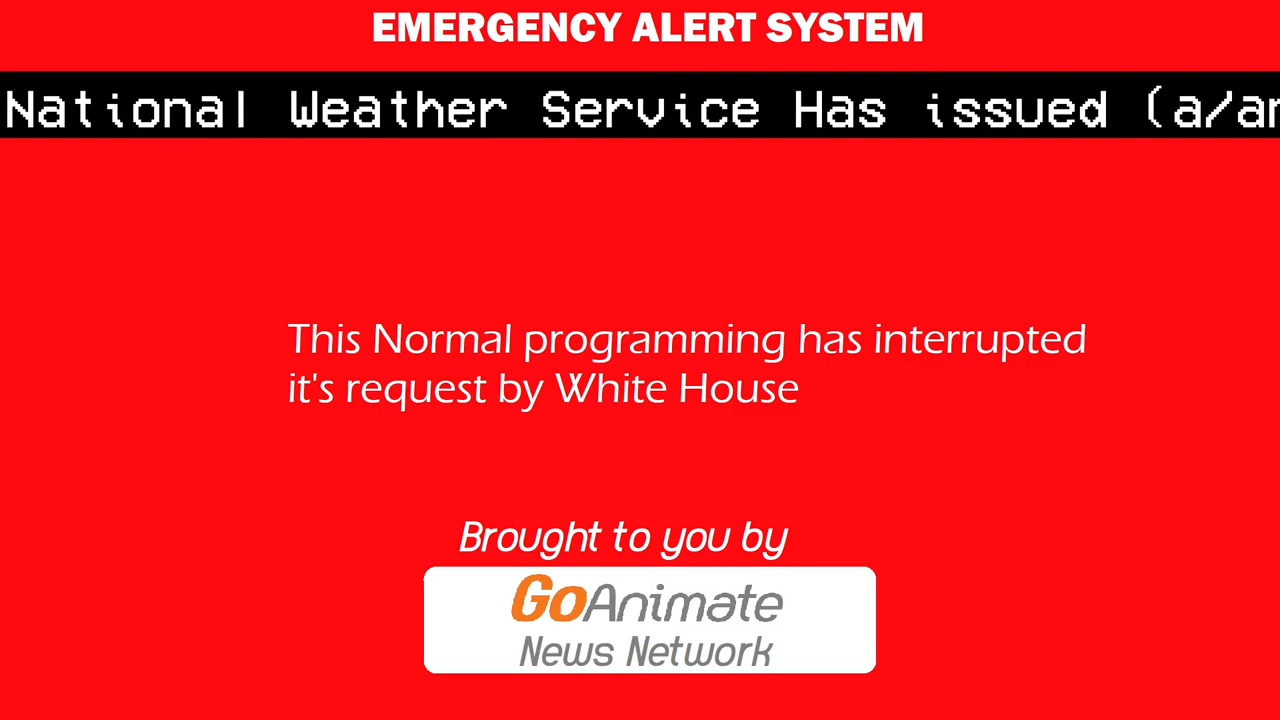 EMERGENCY ALERT SYSTEM
National Weather Service Has issued (a/an
This Normal programming has interrupted
it's request by White House
Brought to you by
GoAnimate
News Network